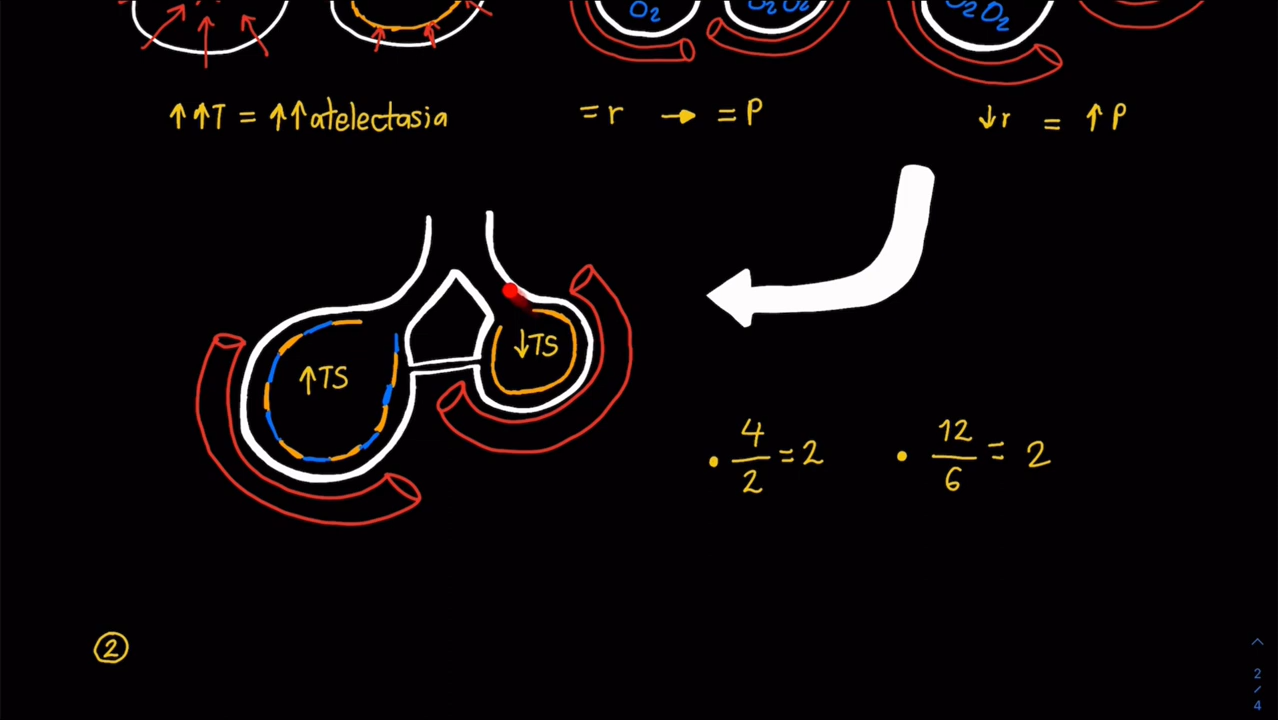 O2 O2 O2 O2 O2
↑↑T = ↑↑atelectasia = r → = P ↓r = ↑P
↑TS ↓TS
• 4/2 = 2 • 12/6 = 2
②
2/4